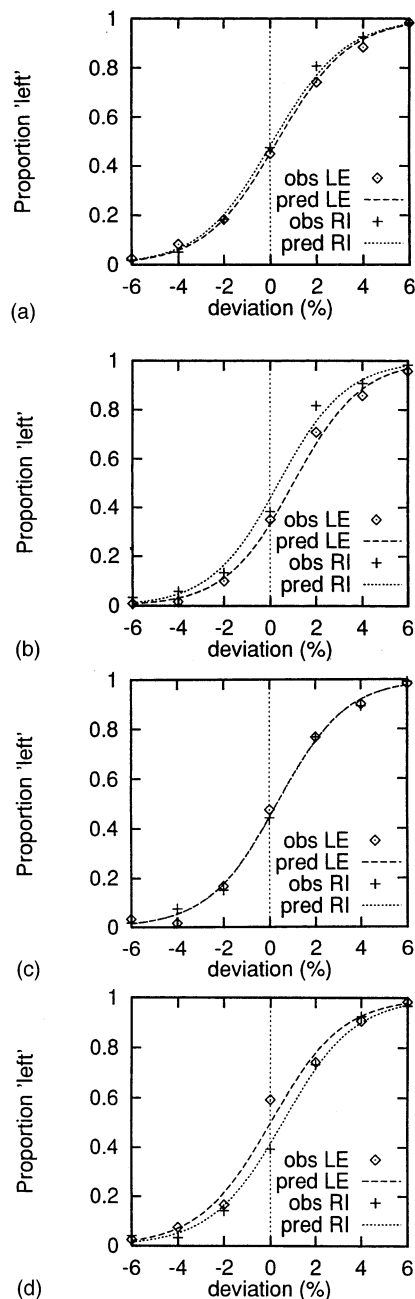 Proportion 'left'
1
0.8
0.6
0.4
0.2
0
obs LE
pred LE
obs RI
pred RI
-6 -4 -2 0 2 4 6
deviation (%)
(a)
Proportion 'left'
1
0.8
0.6
0.4
0.2
0
obs LE
pred LE
obs RI
pred RI
-6 -4 -2 0 2 4 6
deviation (%)
(b)
Proportion 'left'
1
0.8
0.6
0.4
0.2
0
obs LE
pred LE
obs RI
pred RI
-6 -4 -2 0 2 4 6
deviation (%)
(c)
Proportion 'left'
1
0.8
0.6
0.4
0.2
0
obs LE
pred LE
obs RI
pred RI
-6 -4 -2 0 2 4 6
deviation (%)
(d)